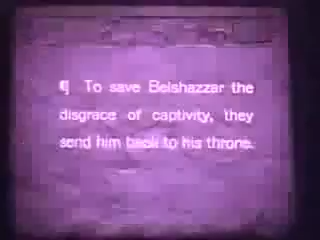 ¶ To save Belshazzar the
disgrace of captivity, they
send him back to his throne.